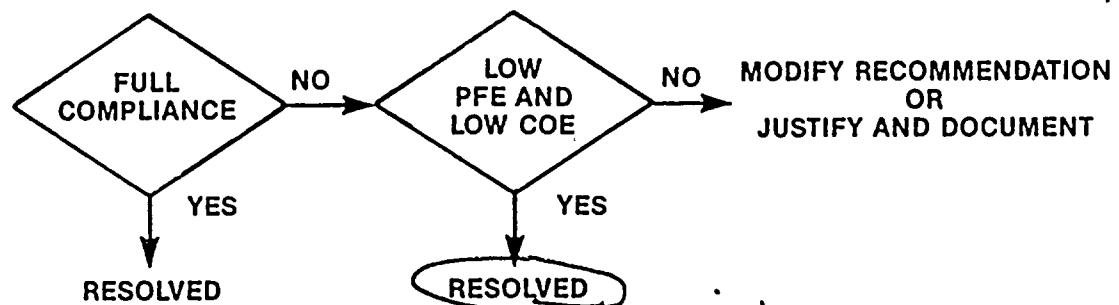 FULL
COMPLIANCE
NO
LOW
PFE AND
LOW COE
NO
MODIFY RECOMMENDATION
OR
JUSTIFY AND DOCUMENT
YES
YES
RESOLVED
RESOLVED